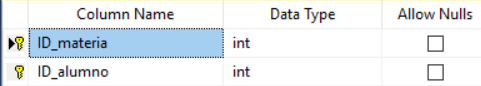 Column Name Data Type Allow Nulls
ID_materia int
ID_alumno int